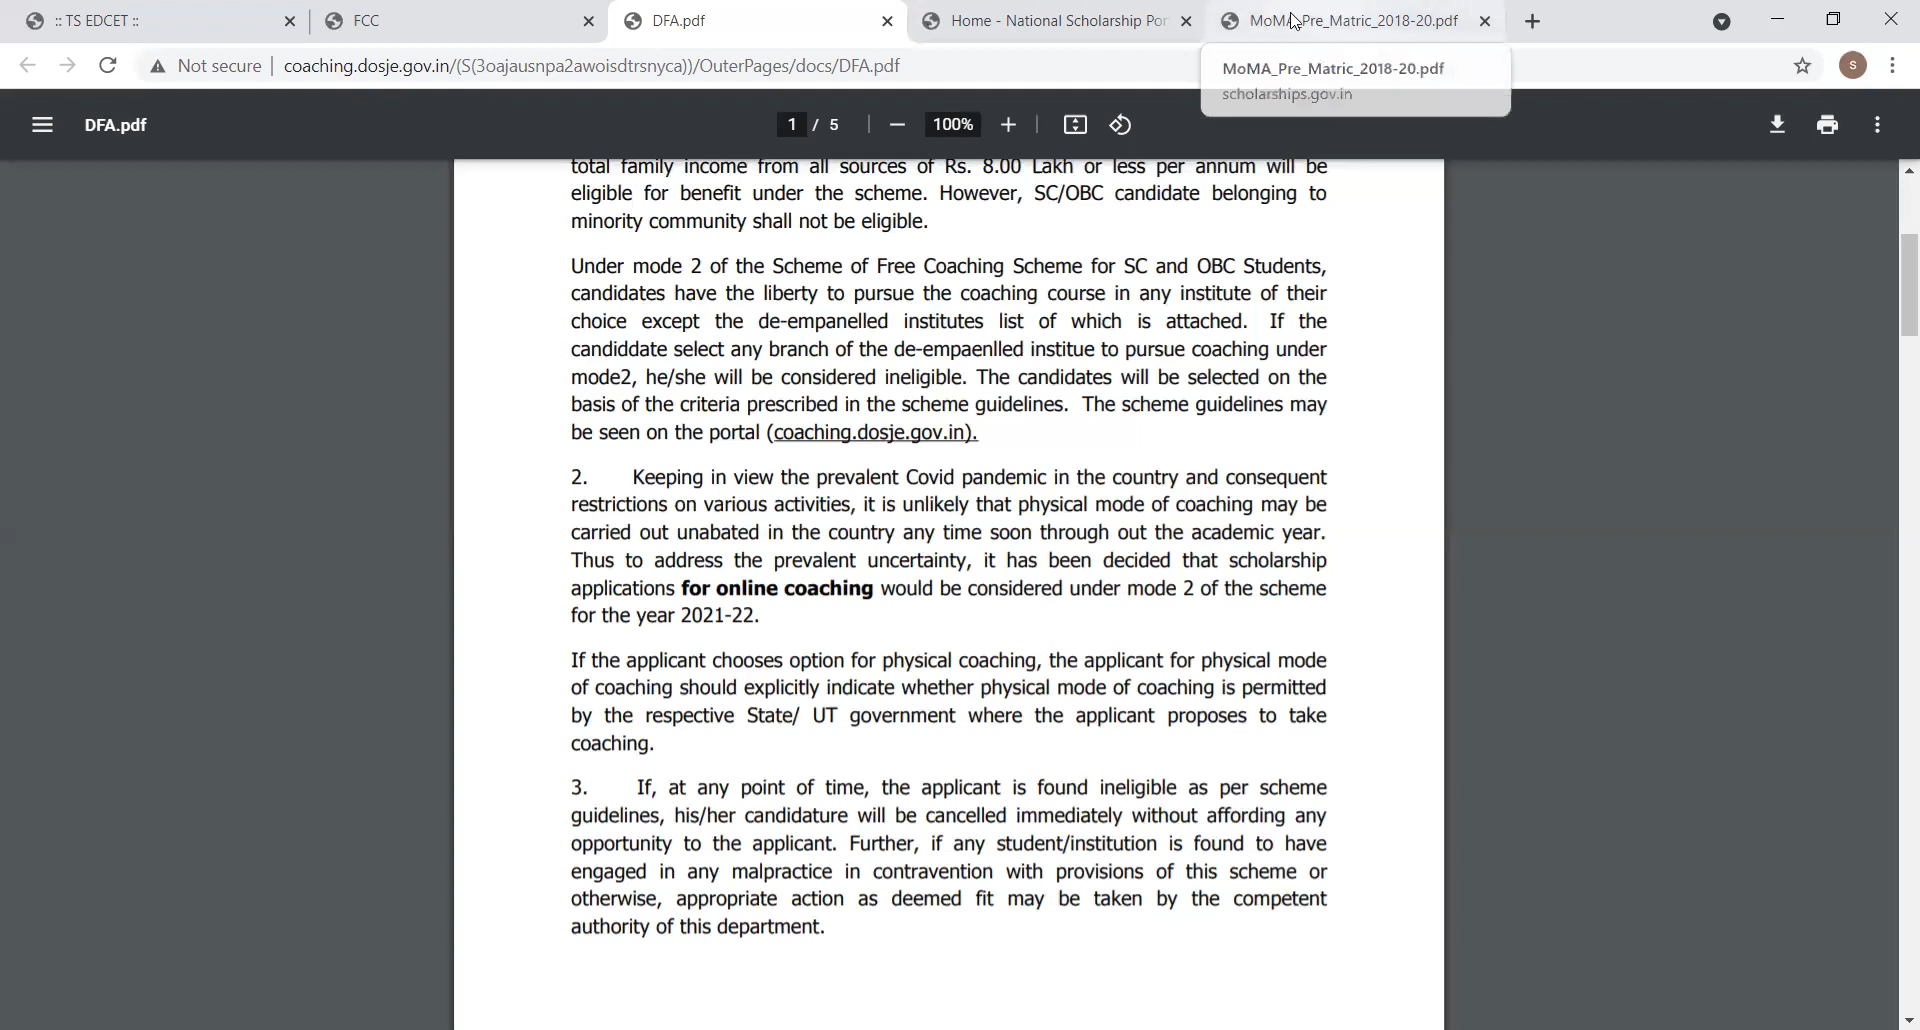 :: TS EDCET ::
FCC
DFA.pdf
Home - National Scholarship Por
MoMA_Pre_Matric_2018-20.pdf
Not secure
coaching.dosje.gov.in/(S(3oajausnpa2awoisdtrsnyca))/OuterPages/docs/DFA.pdf
MoMA_Pre_Matric_2018-20.pdf
scholarships.gov.in
S
DFA.pdf
1 / 5
100%
total family income from all sources of Rs. 8.00 Lakh or less per annum will be
eligible for benefit under the scheme. However, SC/OBC candidate belonging to
minority community shall not be eligible.
Under mode 2 of the Scheme of Free Coaching Scheme for SC and OBC Students,
candidates have the liberty to pursue the coaching course in any institute of their
choice except the de-empanelled institutes list of which is attached. If the
candiddate select any branch of the de-empaenlled institue to pursue coaching under
mode2, he/she will be considered ineligible. The candidates will be selected on the
basis of the criteria prescribed in the scheme guidelines. The scheme guidelines may
be seen on the portal (coaching.dosje.gov.in).
2. Keeping in view the prevalent Covid pandemic in the country and consequent
restrictions on various activities, it is unlikely that physical mode of coaching may be
carried out unabated in the country any time soon through out the academic year.
Thus to address the prevalent uncertainty, it has been decided that scholarship
applications for online coaching would be considered under mode 2 of the scheme
for the year 2021-22.
If the applicant chooses option for physical coaching, the applicant for physical mode
of coaching should explicitly indicate whether physical mode of coaching is permitted
by the respective State/ UT government where the applicant proposes to take
coaching.
3. If, at any point of time, the applicant is found ineligible as per scheme
guidelines, his/her candidature will be cancelled immediately without affording any
opportunity to the applicant. Further, if any student/institution is found to have
engaged in any malpractice in contravention with provisions of this scheme or
otherwise, appropriate action as deemed fit may be taken by the competent
authority of this department.